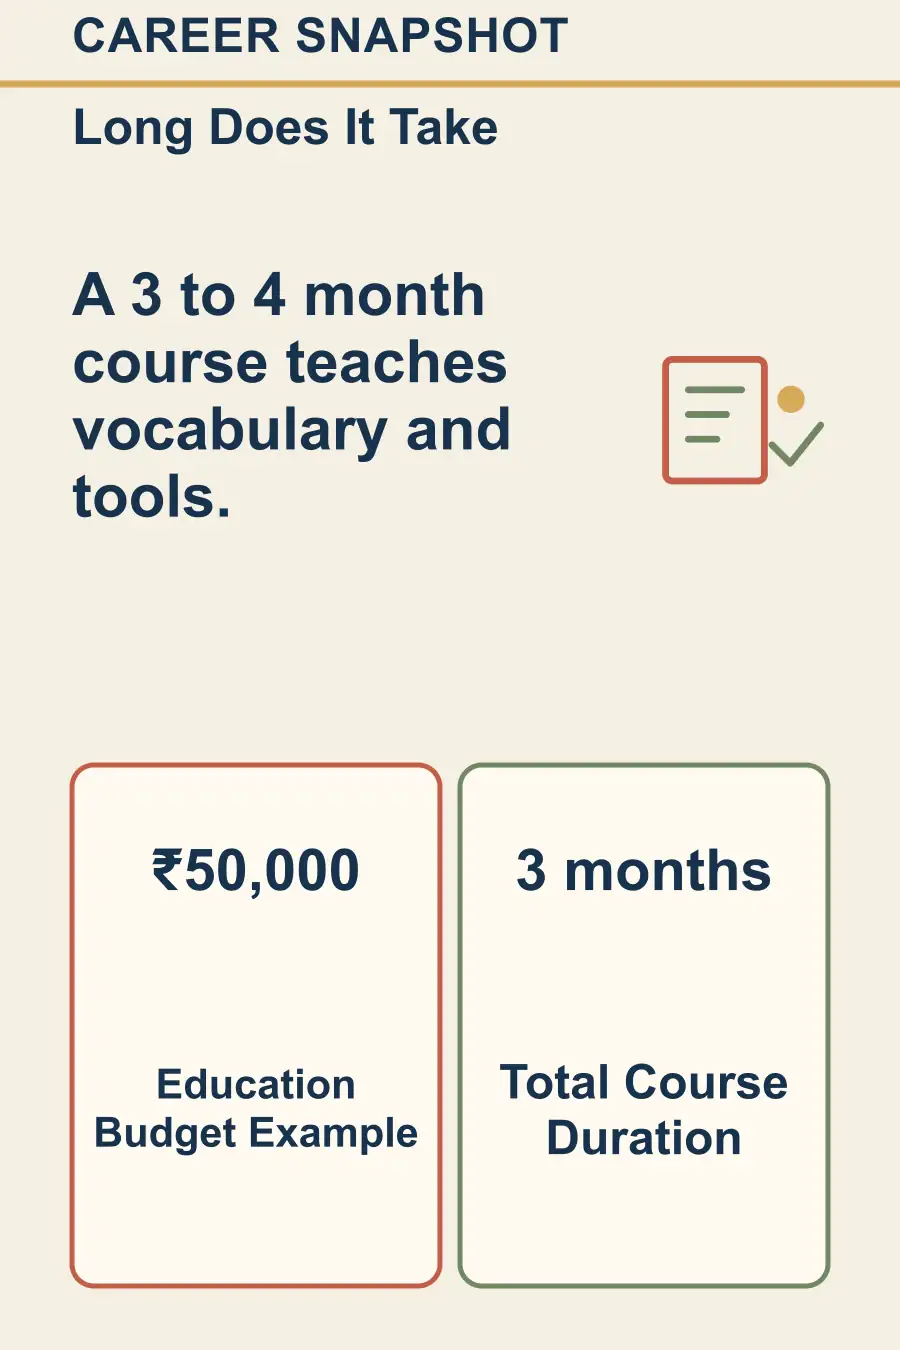 CAREER SNAPSHOT
Long Does It Take
A 3 to 4 month
course teaches
vocabulary and
tools.
₹50,000
Education
Budget Example
3 months
Total Course
Duration